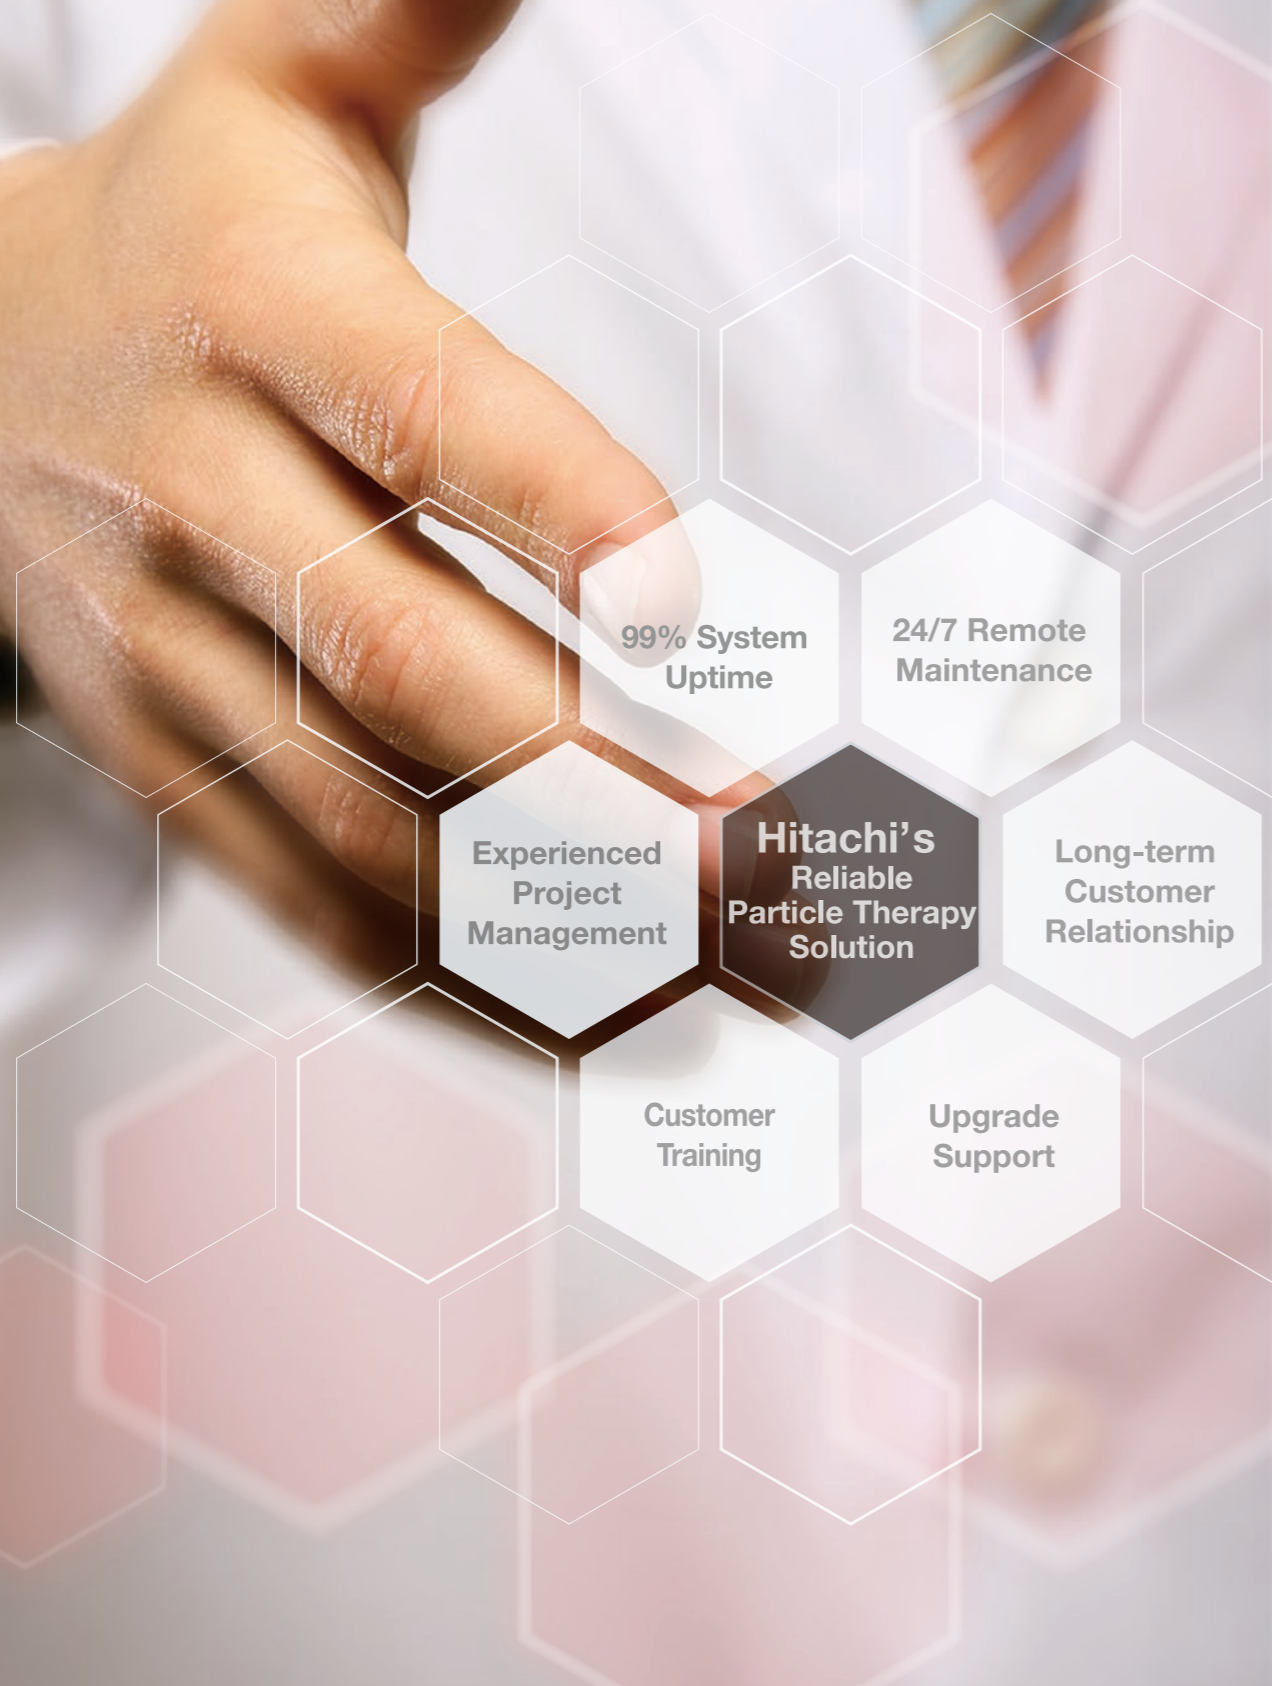 99% System
Uptime
24/7 Remote
Maintenance
Experienced
Project
Management
Hitachi's
Reliable
Particle Therapy
Solution
Long-term
Customer
Relationship
Customer
Training
Upgrade
Support